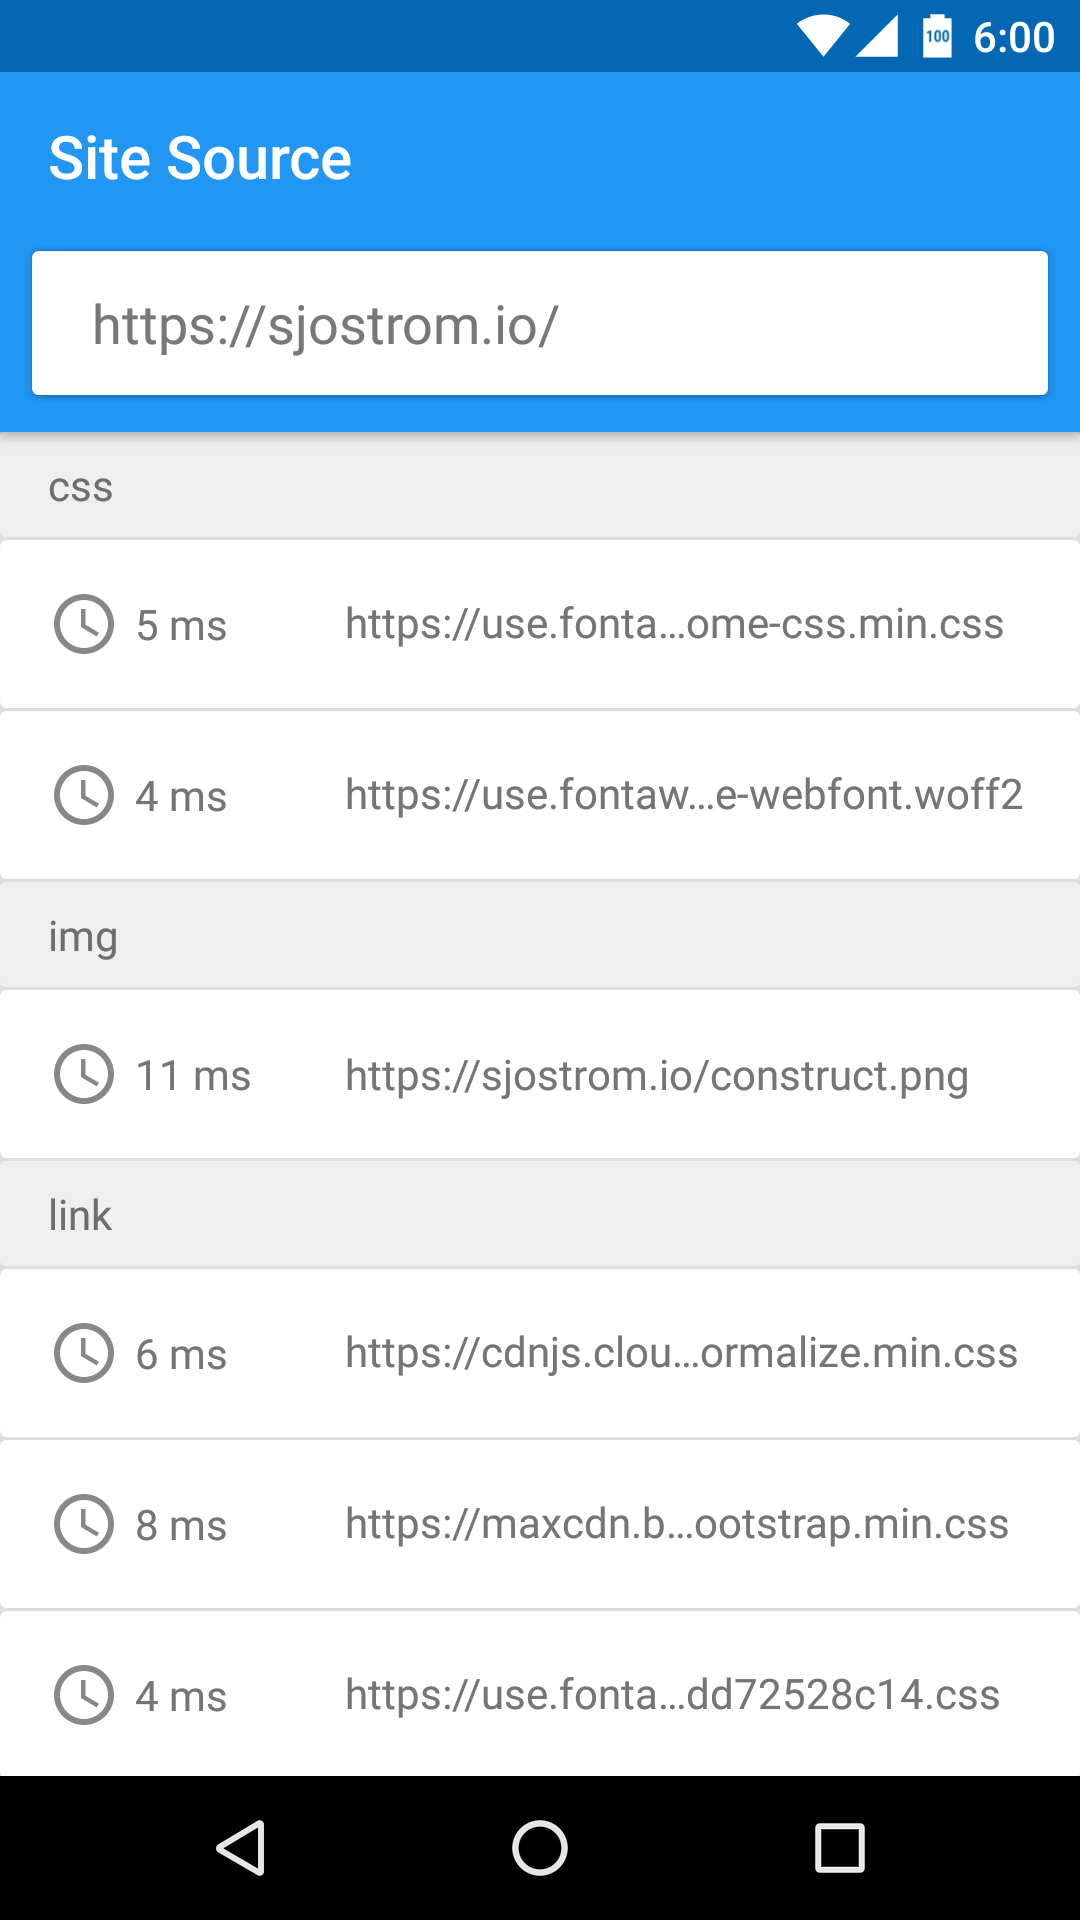 100 6:00
Site Source
https://sjostrom.io/
css
5 ms https://use.fonta…ome-css.min.css
4 ms https://use.fontaw…e-webfont.woff2
img
11 ms https://sjostrom.io/construct.png
link
6 ms https://cdnjs.clou…ormalize.min.css
8 ms https://maxcdn.b…ootstrap.min.css
4 ms https://use.fonta…dd72528c14.css